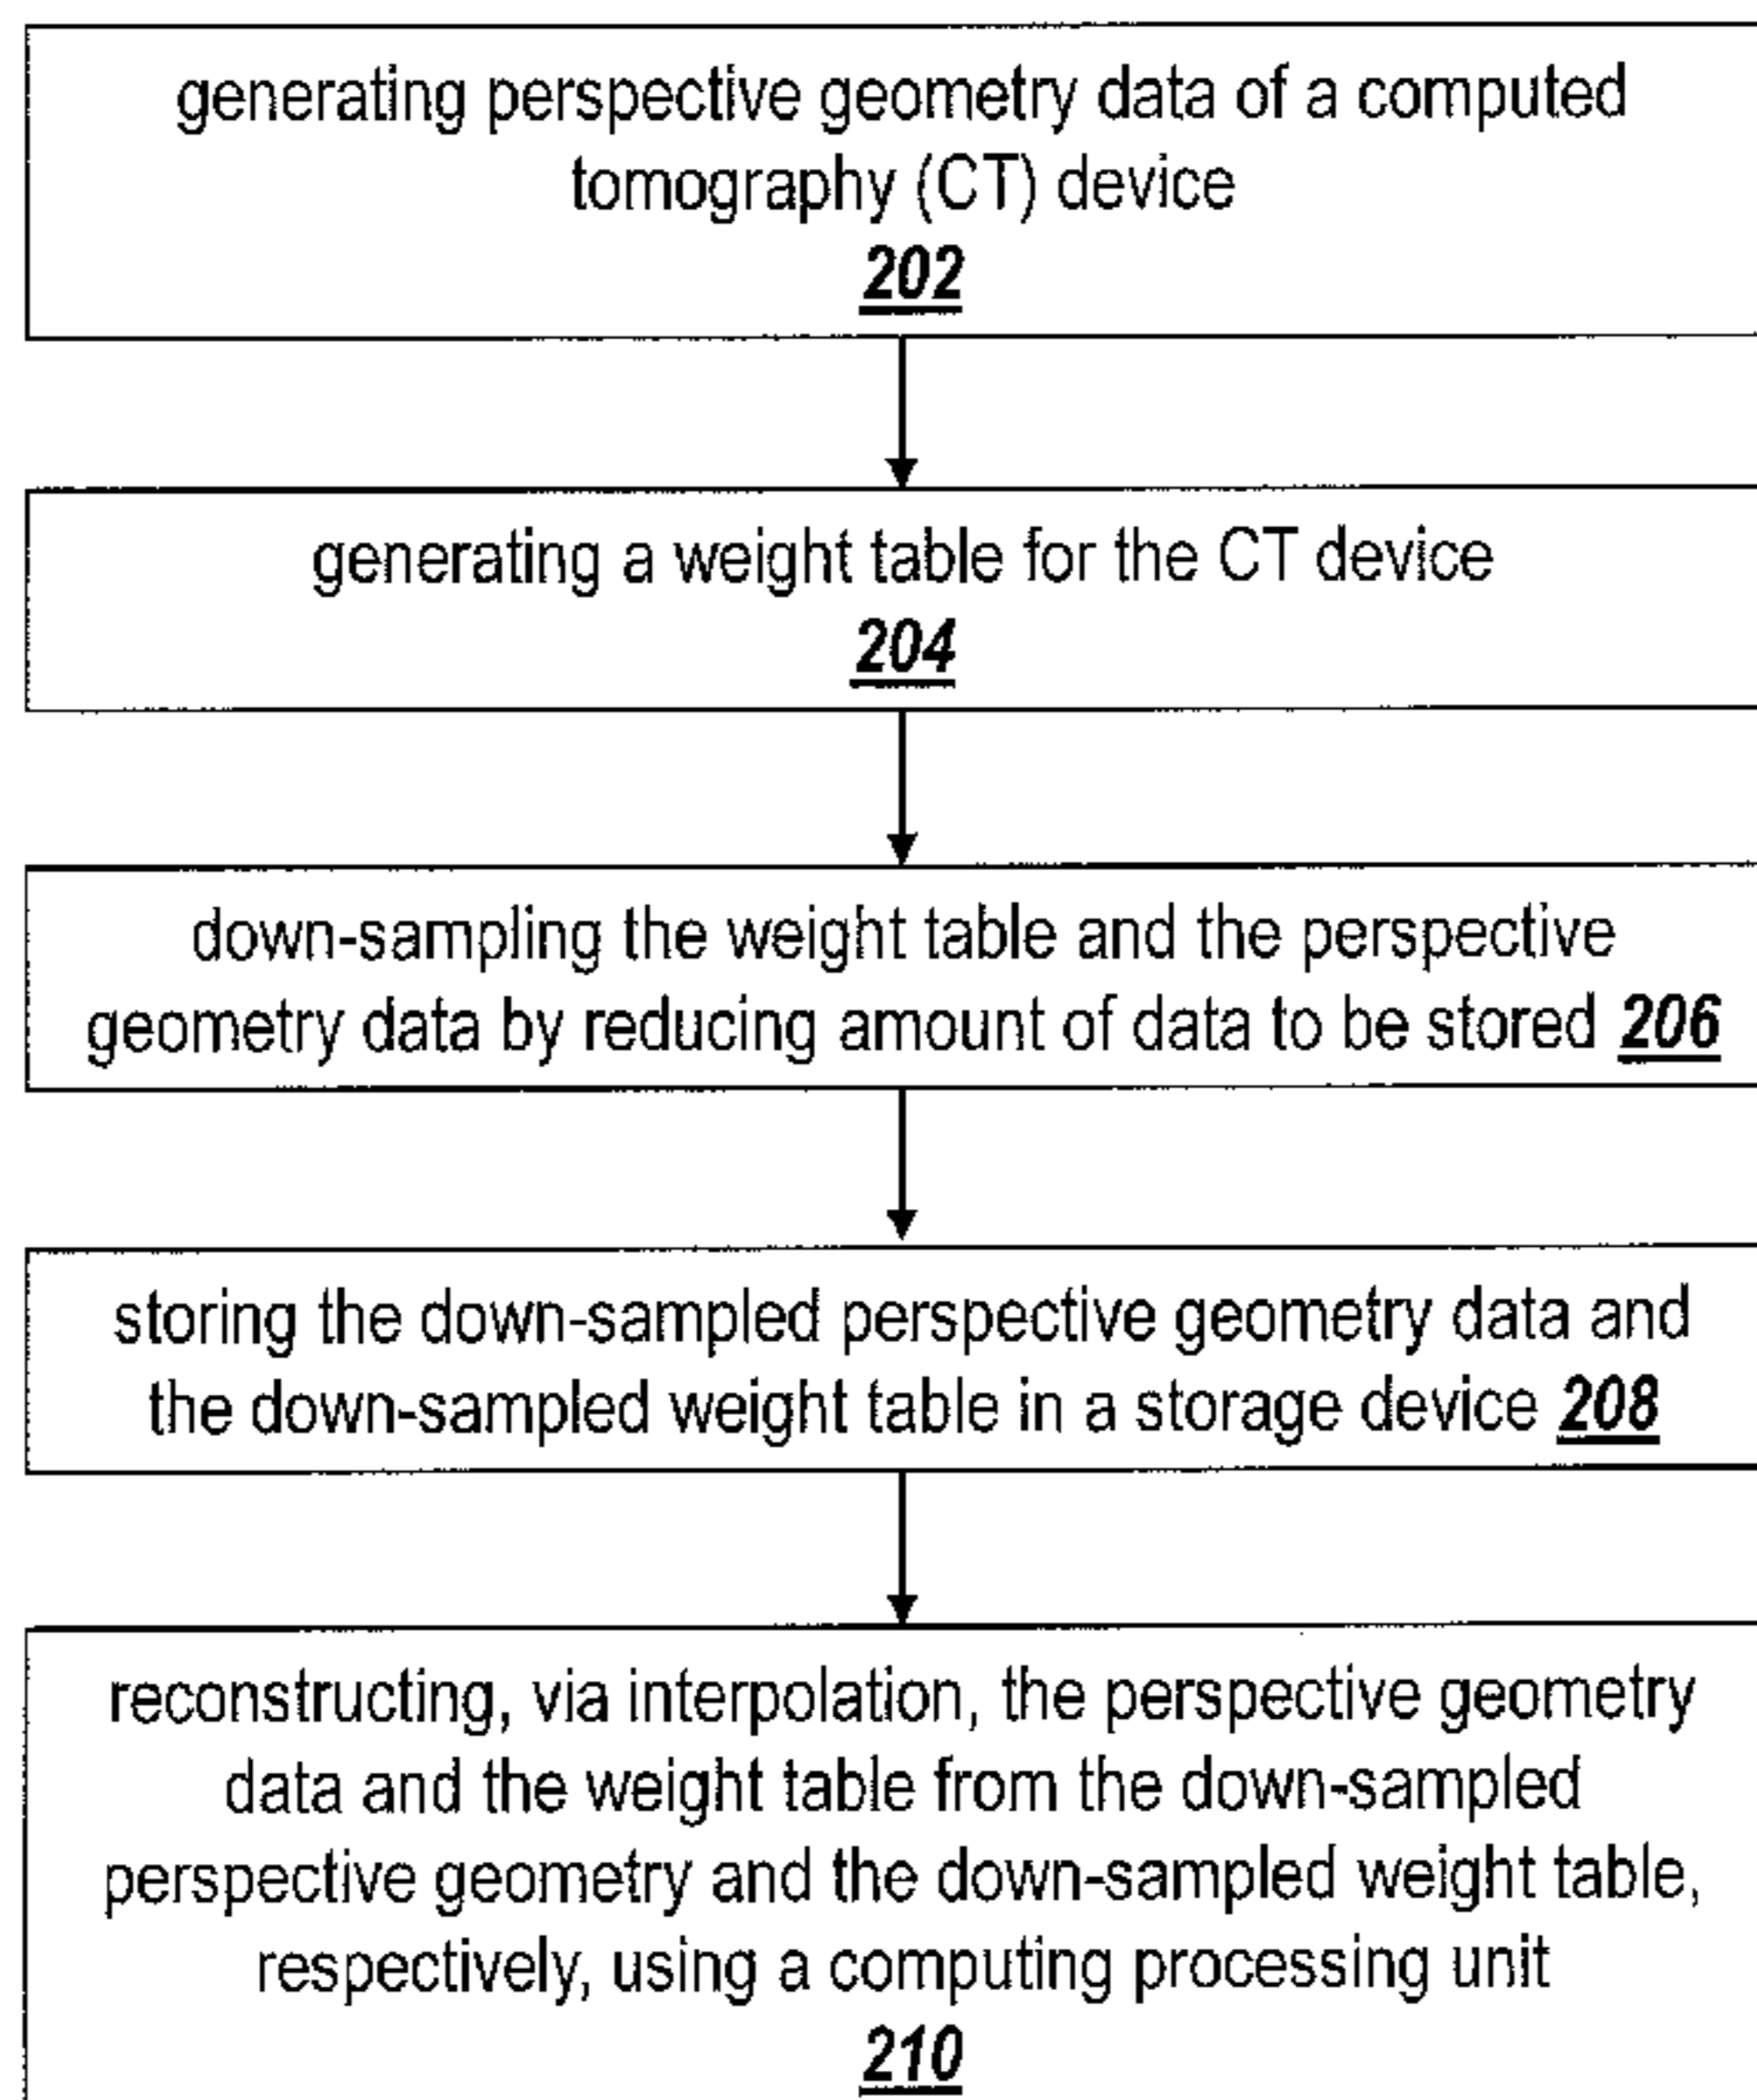 generating perspective geometry data of a computed
tomography (CT) device
202
generating a weight table for the CT device
204
down-sampling the weight table and the perspective
geometry data by reducing amount of data to be stored 206
storing the down-sampled perspective geometry data and
the down-sampled weight table in a storage device 208
reconstructing, via interpolation, the perspective geometry
data and the weight table from the down-sampled
perspective geometry and the down-sampled weight table,
respectively, using a computing processing unit
210